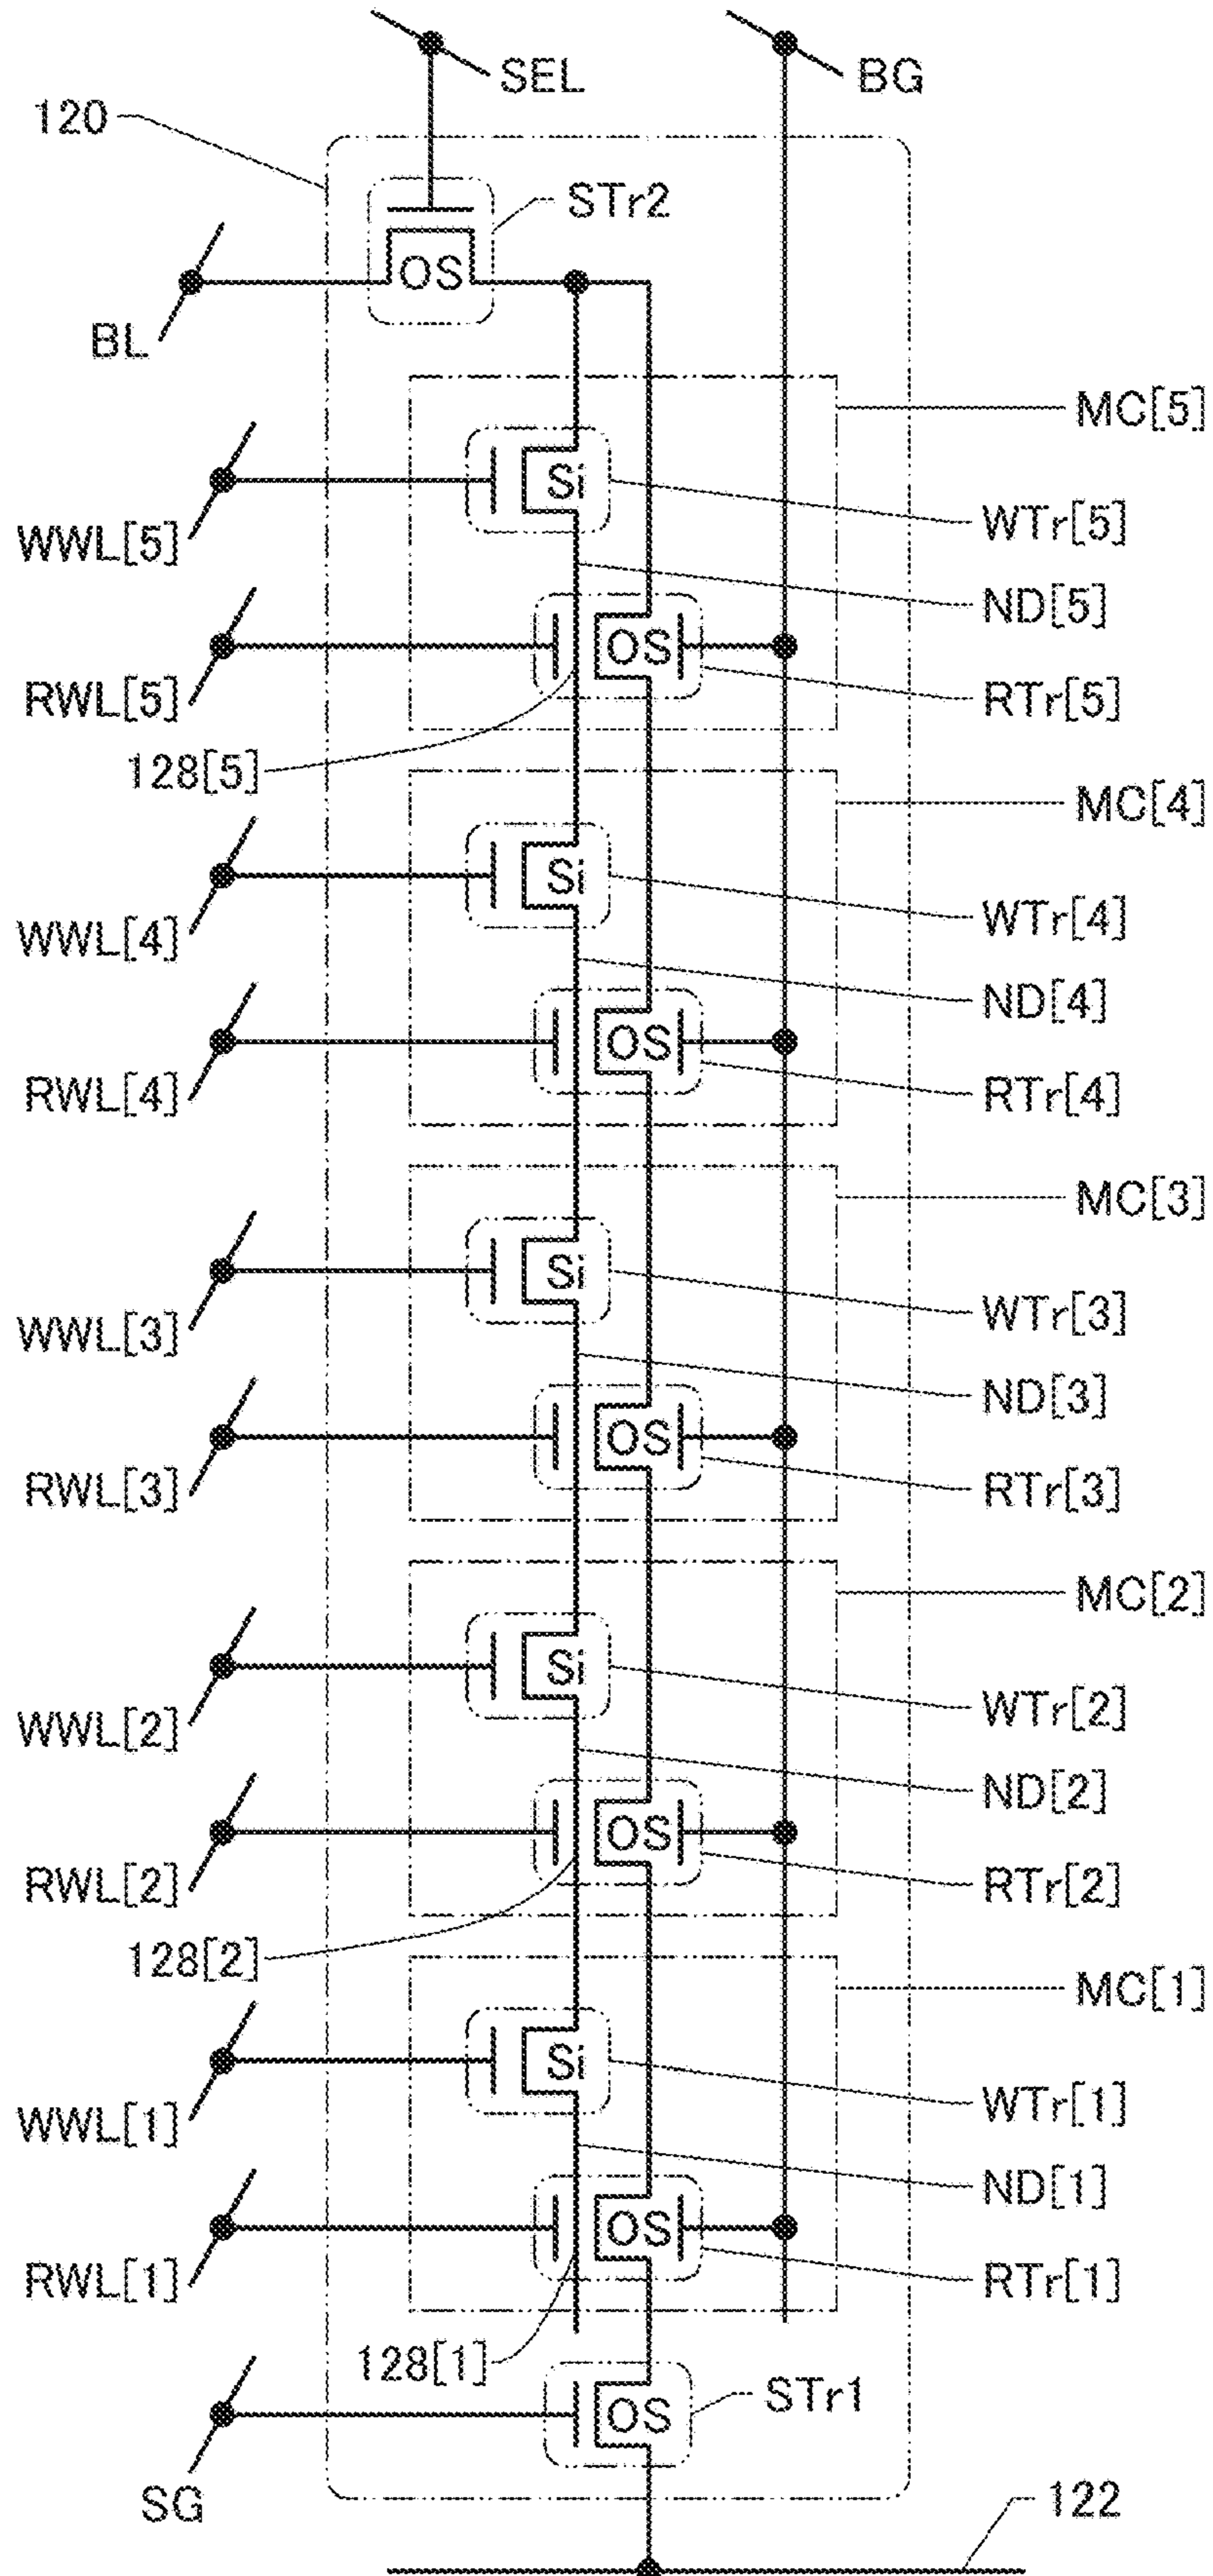 SEL
BG
120
STr2
OS
BL
MC[5]
Si
WTr[5]
WWL[5]
ND[5]
OS
RTr[5]
RWL[5]
128[5]
MC[4]
Si
WTr[4]
WWL[4]
ND[4]
OS
RTr[4]
RWL[4]
MC[3]
Si
WTr[3]
WWL[3]
ND[3]
OS
RTr[3]
RWL[3]
MC[2]
Si
WTr[2]
WWL[2]
ND[2]
OS
RTr[2]
RWL[2]
128[2]
MC[1]
Si
WTr[1]
WWL[1]
ND[1]
OS
RTr[1]
RWL[1]
128[1]
STr1
OS
SG
122